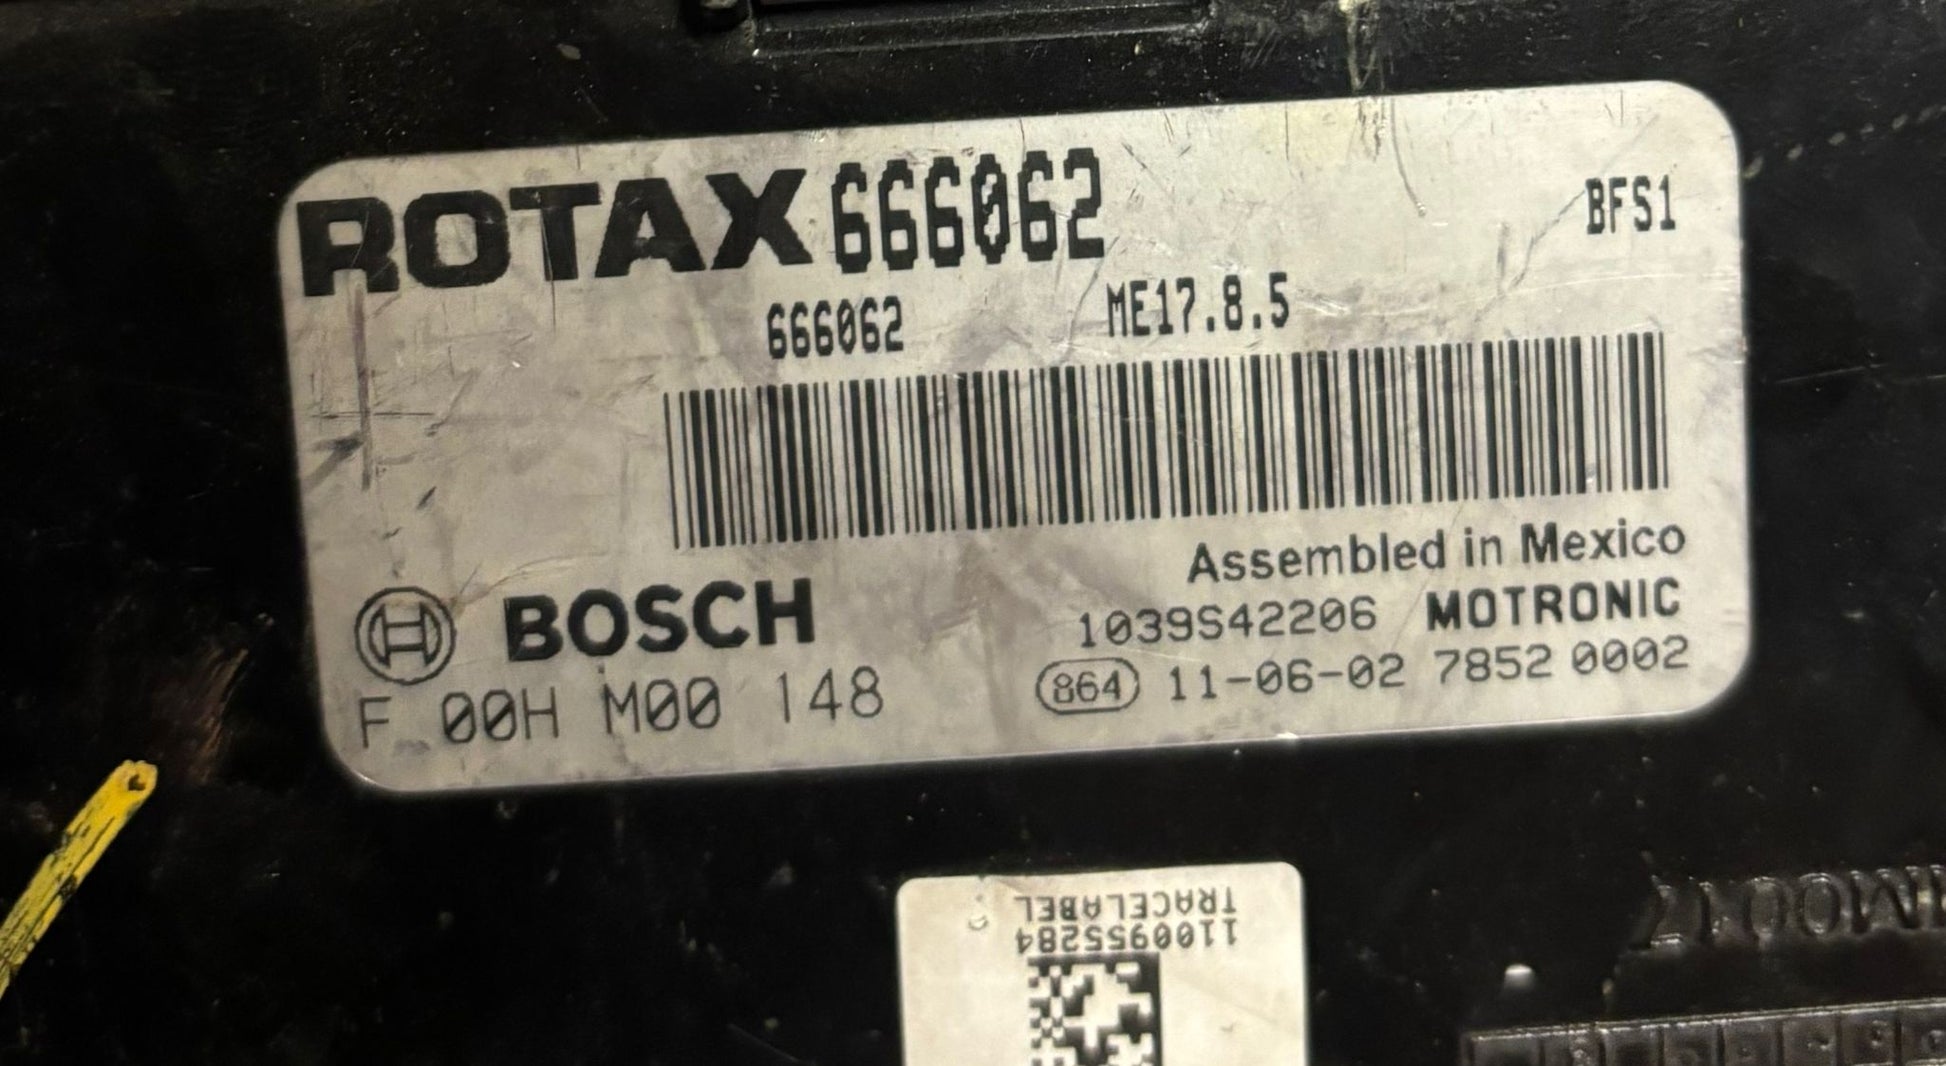 ROTAX 666062
BFS1
666062 ME17.8.5
Assembled in Mexico
BOSCH
1039S42206 MOTRONIC
F 00H M00 148
864 11-06-02 7852 0002
TRACELABEL
1100955284